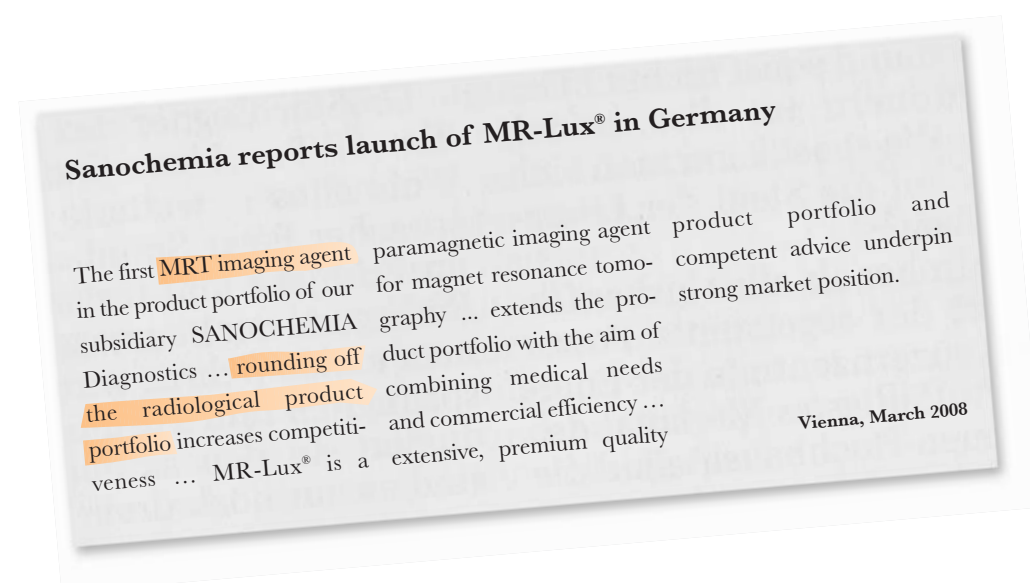 Sanochemia reports launch of MR-Lux® in Germany
The first MRT imaging agent
in the product portfolio of our
subsidiary SANOCHEMIA
Diagnostics … rounding off
the radiological product
portfolio increases competiti-
veness … MR-Lux® is a
paramagnetic imaging agent
for magnet resonance tomo-
graphy ... extends the pro-
duct portfolio with the aim of
combining medical needs
and commercial efficiency …
extensive, premium quality
product portfolio and
competent advice underpin
strong market position.
Vienna, March 2008